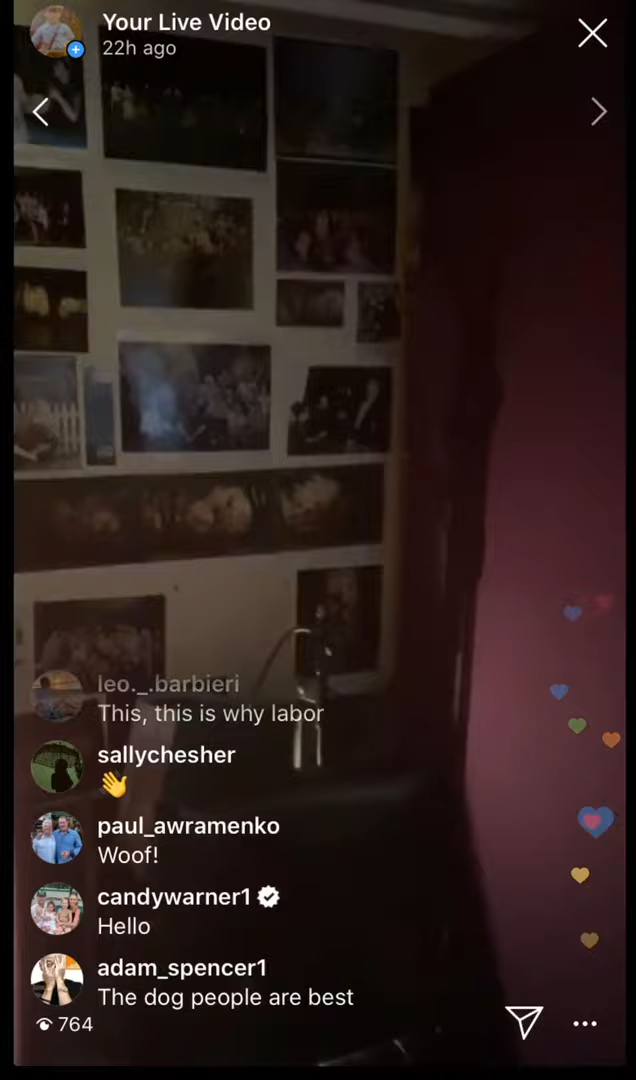 Your Live Video
22h ago
leo._.barbieri
This, this is why labor
sallychesher
👋
paul_awramenko
Woof!
candywarner1
Hello
adam_spencer1
The dog people are best
764